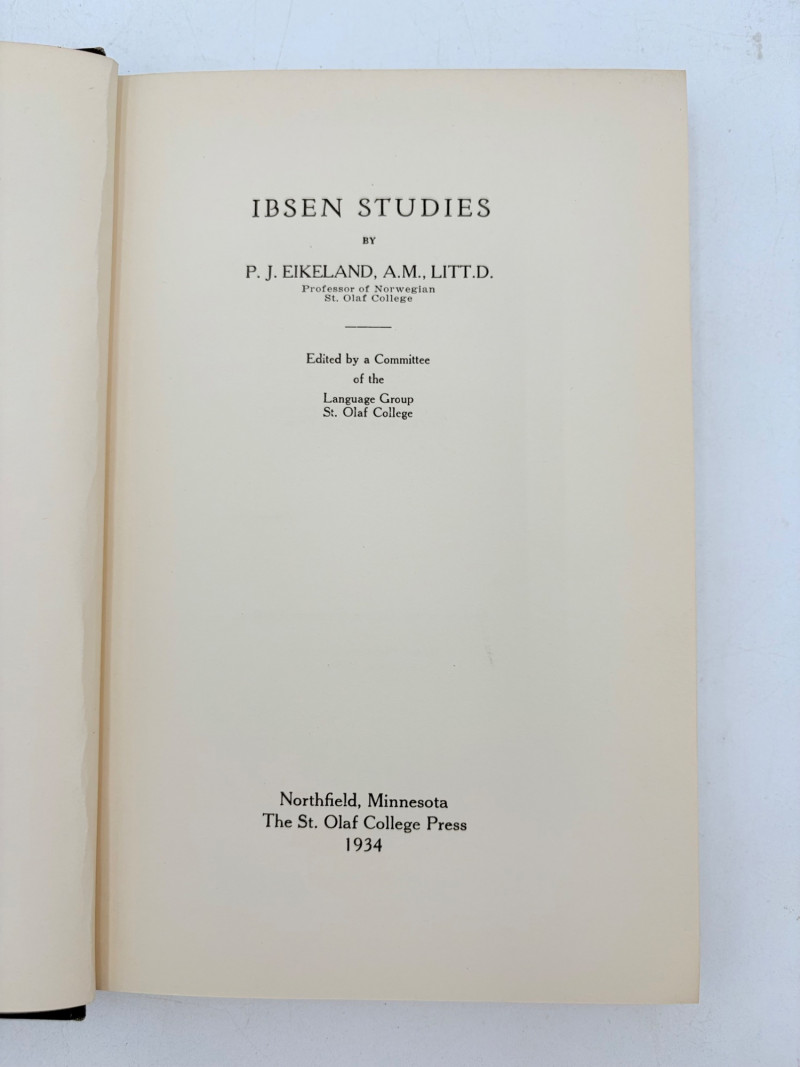 IBSEN STUDIES
BY
P. J. EIKELAND, A.M., LITT.D.
Professor of Norwegian
St. Olaf College
Edited by a Committee
of the
Language Group
St. Olaf College
Northfield, Minnesota
The St. Olaf College Press
1934